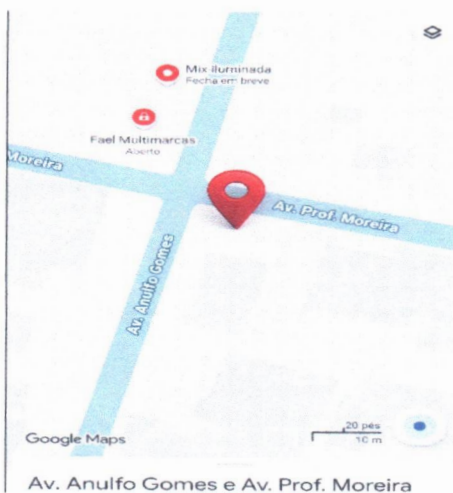 Mix Iluminada
Fecha em breve
Fael Multimarcas
Aberto
Moreira
Av. Prof. Moreira
Av. Anulfo Gomes
20 pés
10 m
Google Maps
Av. Anulfo Gomes e Av. Prof. Moreira